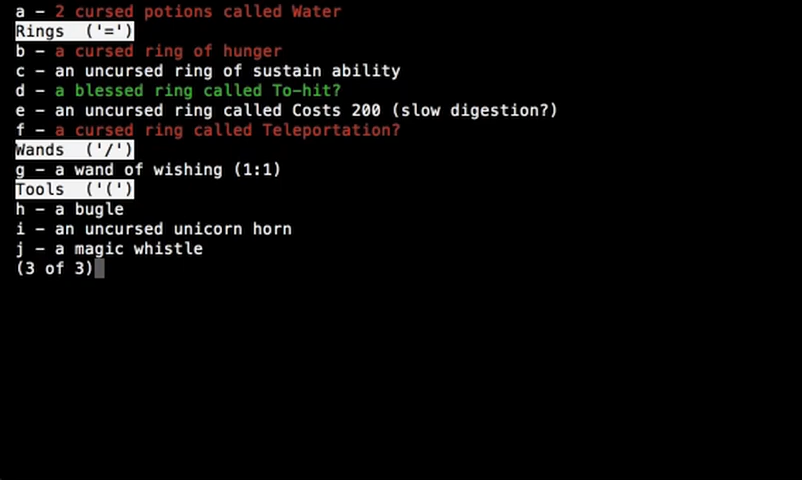 a - 2 cursed potions called Water
Rings ('=')
b - a cursed ring of hunger
c - an uncursed ring of sustain ability
d - a blessed ring called To-hit?
e - an uncursed ring called Costs 200 (slow digestion?)
f - a cursed ring called Teleportation?
Wands ('/')
g - a wand of wishing (1:1)
Tools ('(')
h - a bugle
i - an uncursed unicorn horn
j - a magic whistle
(3 of 3)